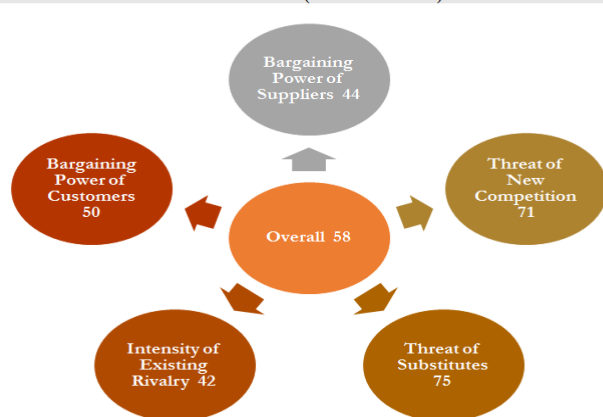 Bargaining
Power of
Suppliers 44
Bargaining
Power of
Customers
50
Threat of
New
Competition
71
Overall 58
Intensity of
Existing
Rivalry 42
Threat of
Substitutes
75